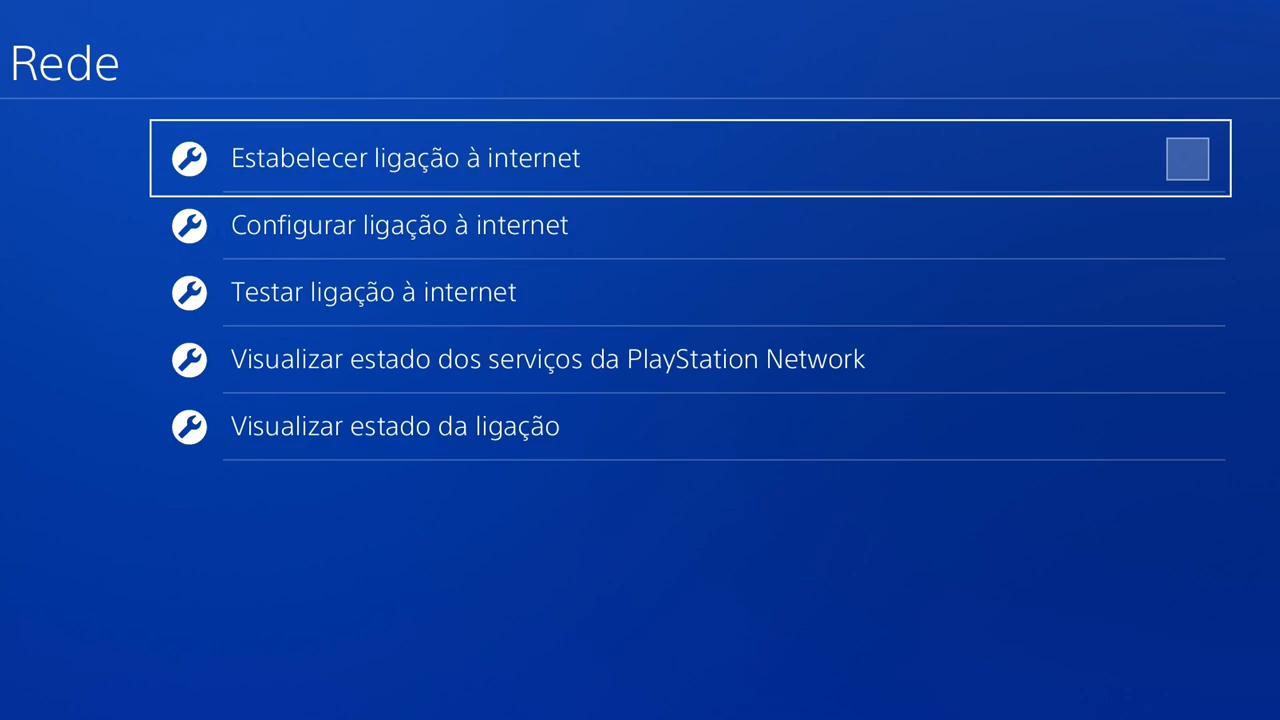 Rede
Estabelecer ligação à internet
Configurar ligação à internet
Testar ligação à internet
Visualizar estado dos serviços da PlayStation Network
Visualizar estado da ligação